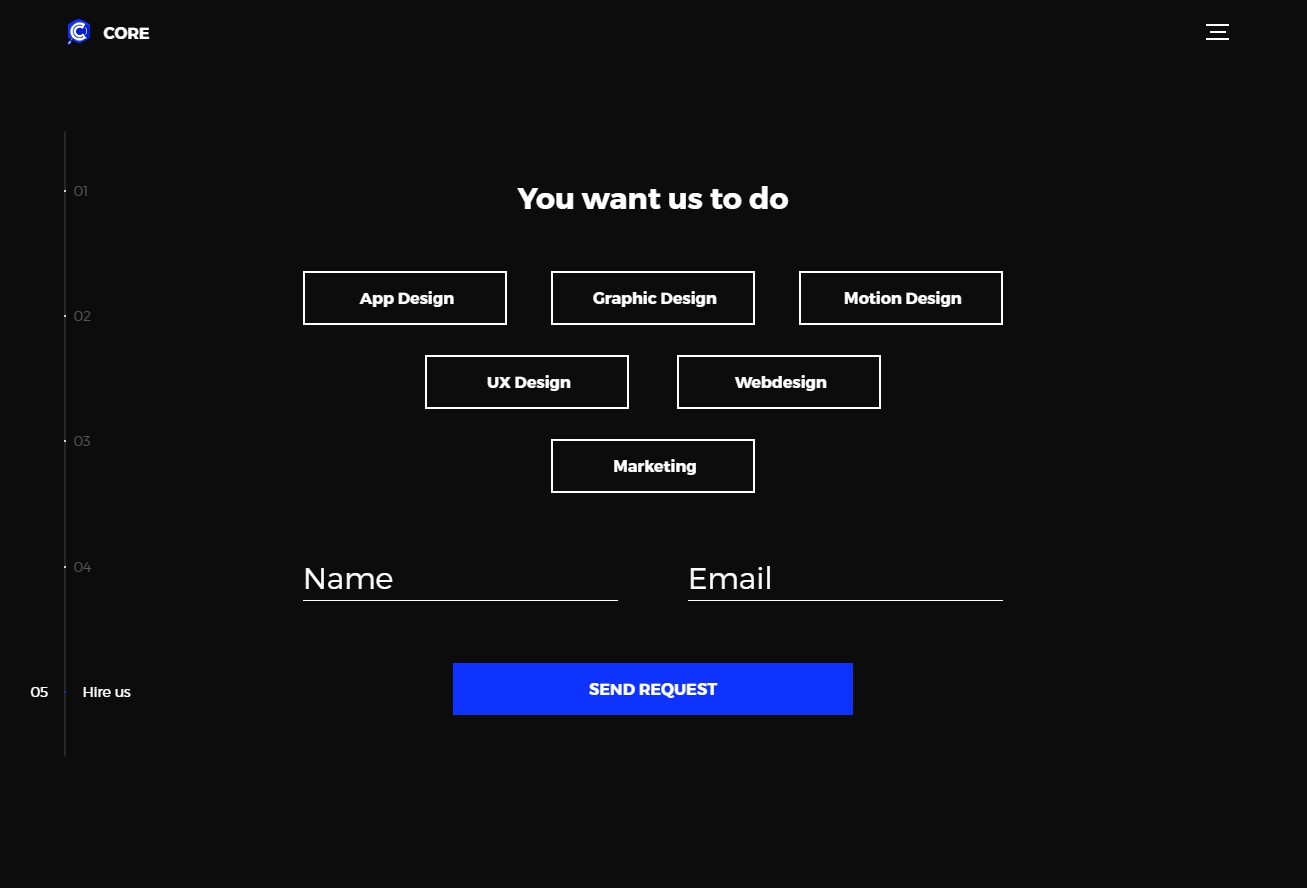 CORE
01
You want us to do
App Design Graphic Design Motion Design
02
UX Design Webdesign
03
Marketing
04
Name Email
05 Hire us
SEND REQUEST